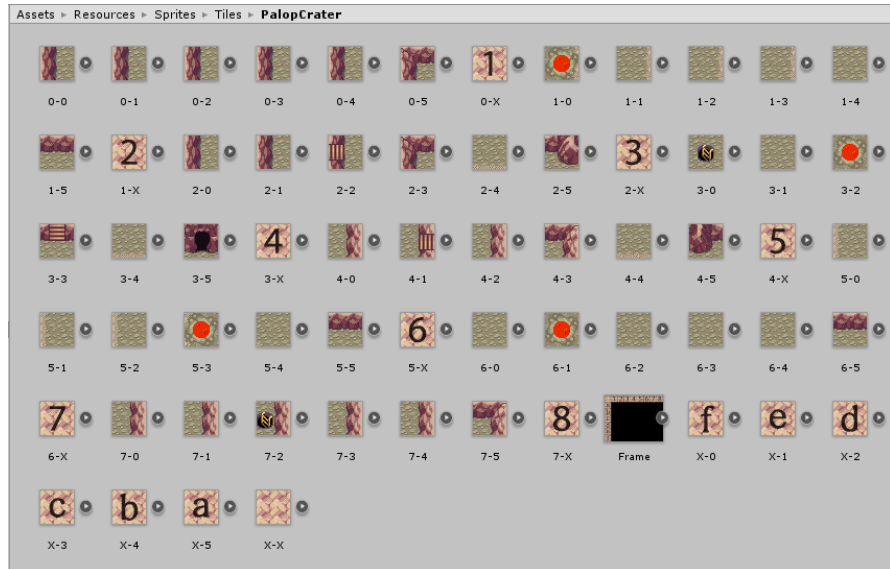 Assets ▸ Resources ▸ Sprites ▸ Tiles ▸ PalopCrater
1
0-0 0-1 0-2 0-3 0-4 0-5 0-X 1-0 1-1 1-2 1-3 1-4
2 3
1-5 1-X 2-0 2-1 2-2 2-3 2-4 2-5 2-X 3-0 3-1 3-2
4 5
3-3 3-4 3-5 3-X 4-0 4-1 4-2 4-3 4-4 4-5 4-X 5-0
6
5-1 5-2 5-3 5-4 5-5 5-X 6-0 6-1 6-2 6-3 6-4 6-5
7 8 f e d
6-X 7-0 7-1 7-2 7-3 7-4 7-5 7-X Frame X-0 X-1 X-2
c b a
X-3 X-4 X-5 X-X